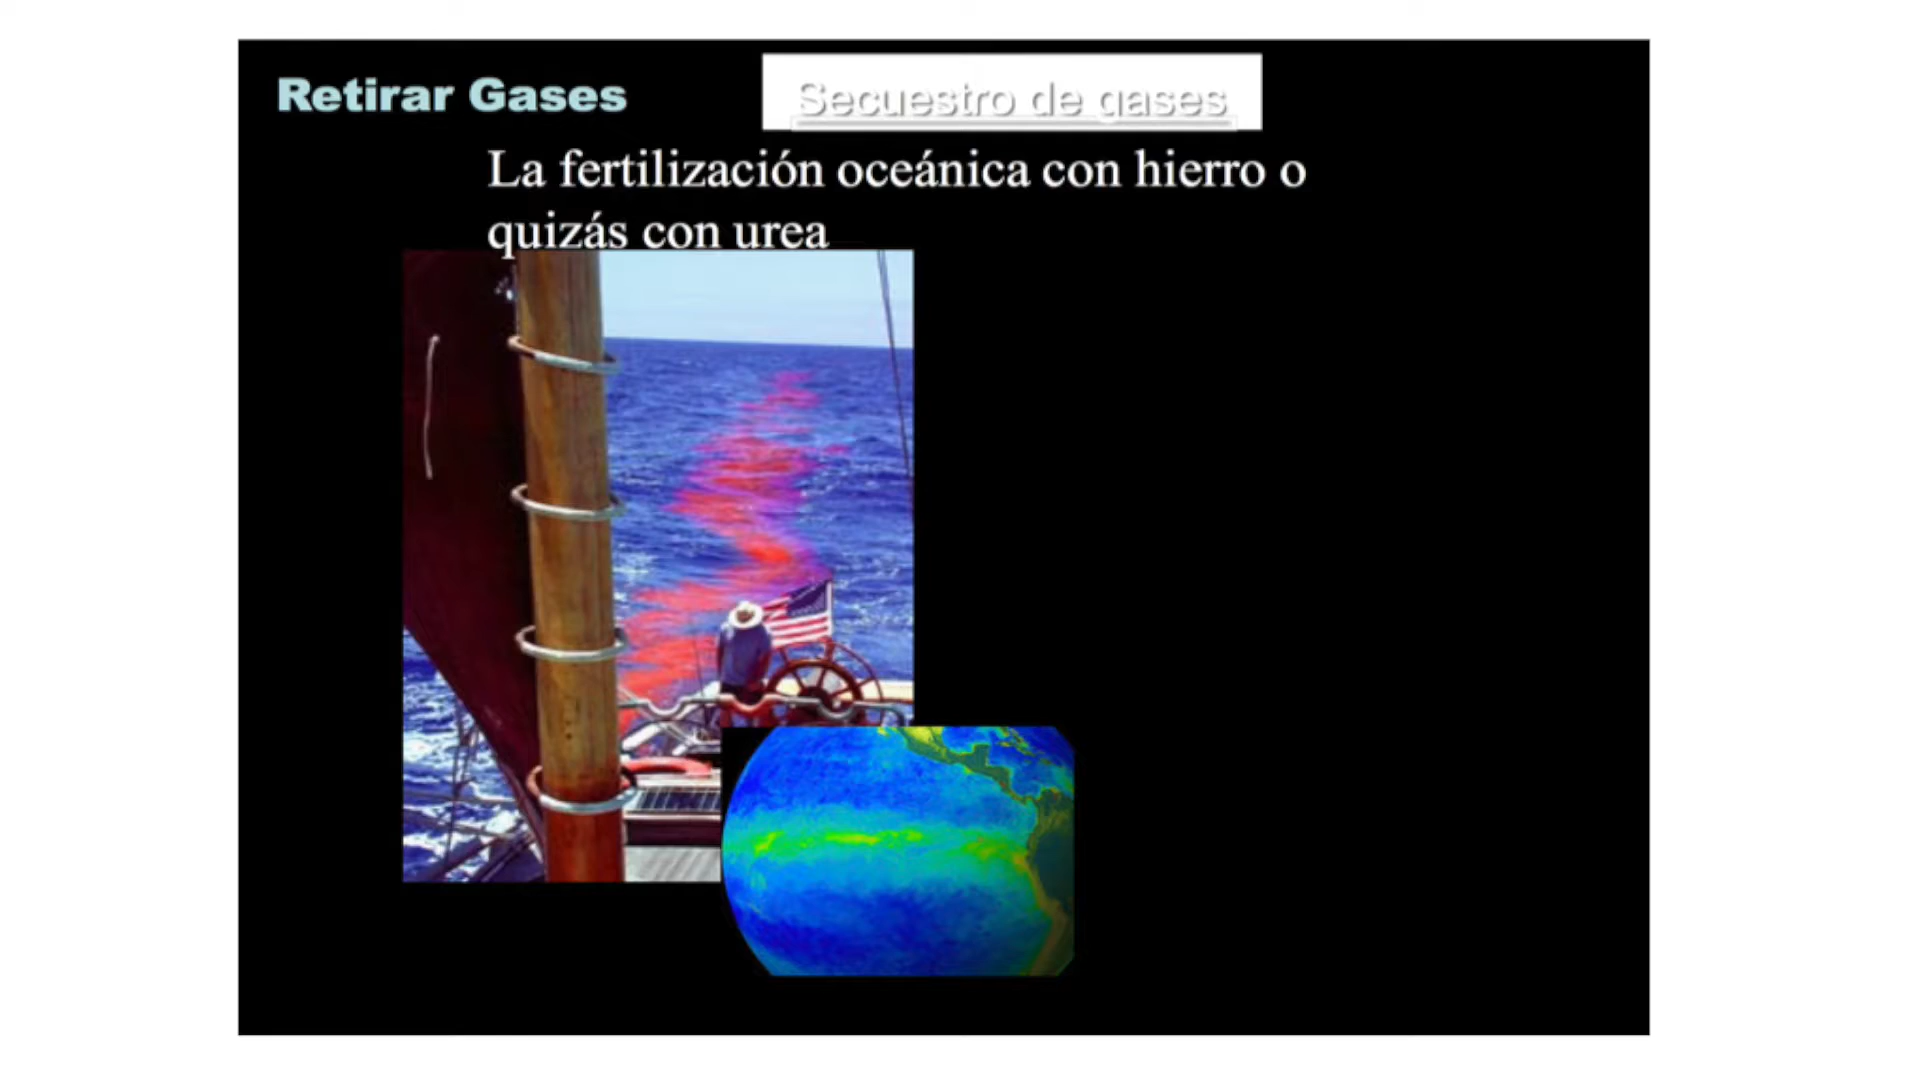 Retirar Gases
Secuestro de gases
La fertilización oceánica con hierro o
quizás con urea